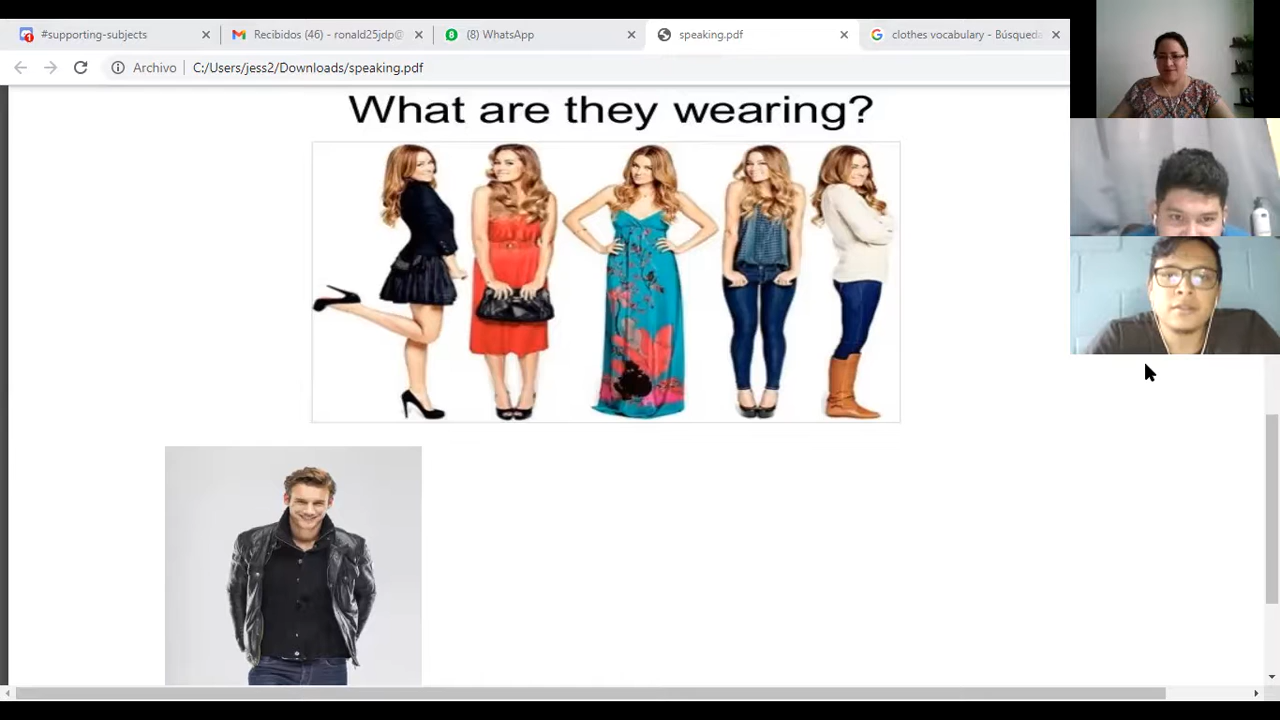 #supporting-subjects
Recibidos (46) - ronald25jdp@
(8) WhatsApp
speaking.pdf
clothes vocabulary - Búsqueda
Archivo
C:/Users/jess2/Downloads/speaking.pdf
What are they wearing?